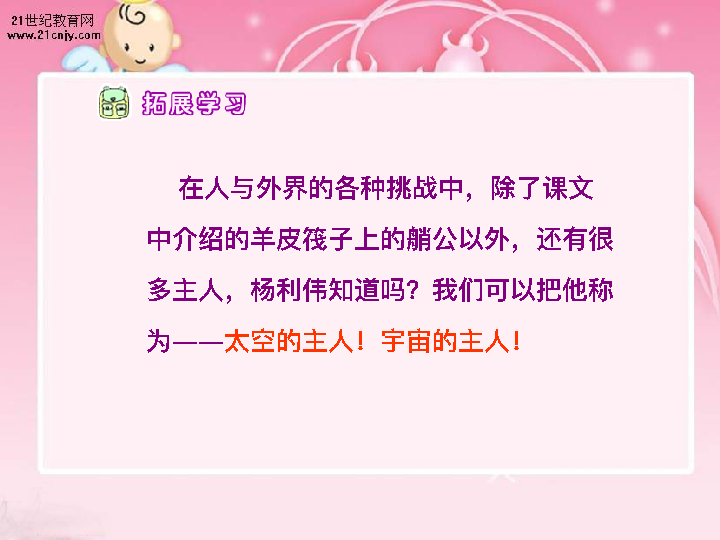 21世纪教育网
www.21cnjy.com
拓展学习
在人与外界的各种挑战中，除了课文
中介绍的羊皮筏子上的艄公以外，还有很
多主人，杨利伟知道吗？我们可以把他称
为——太空的主人！宇宙的主人！